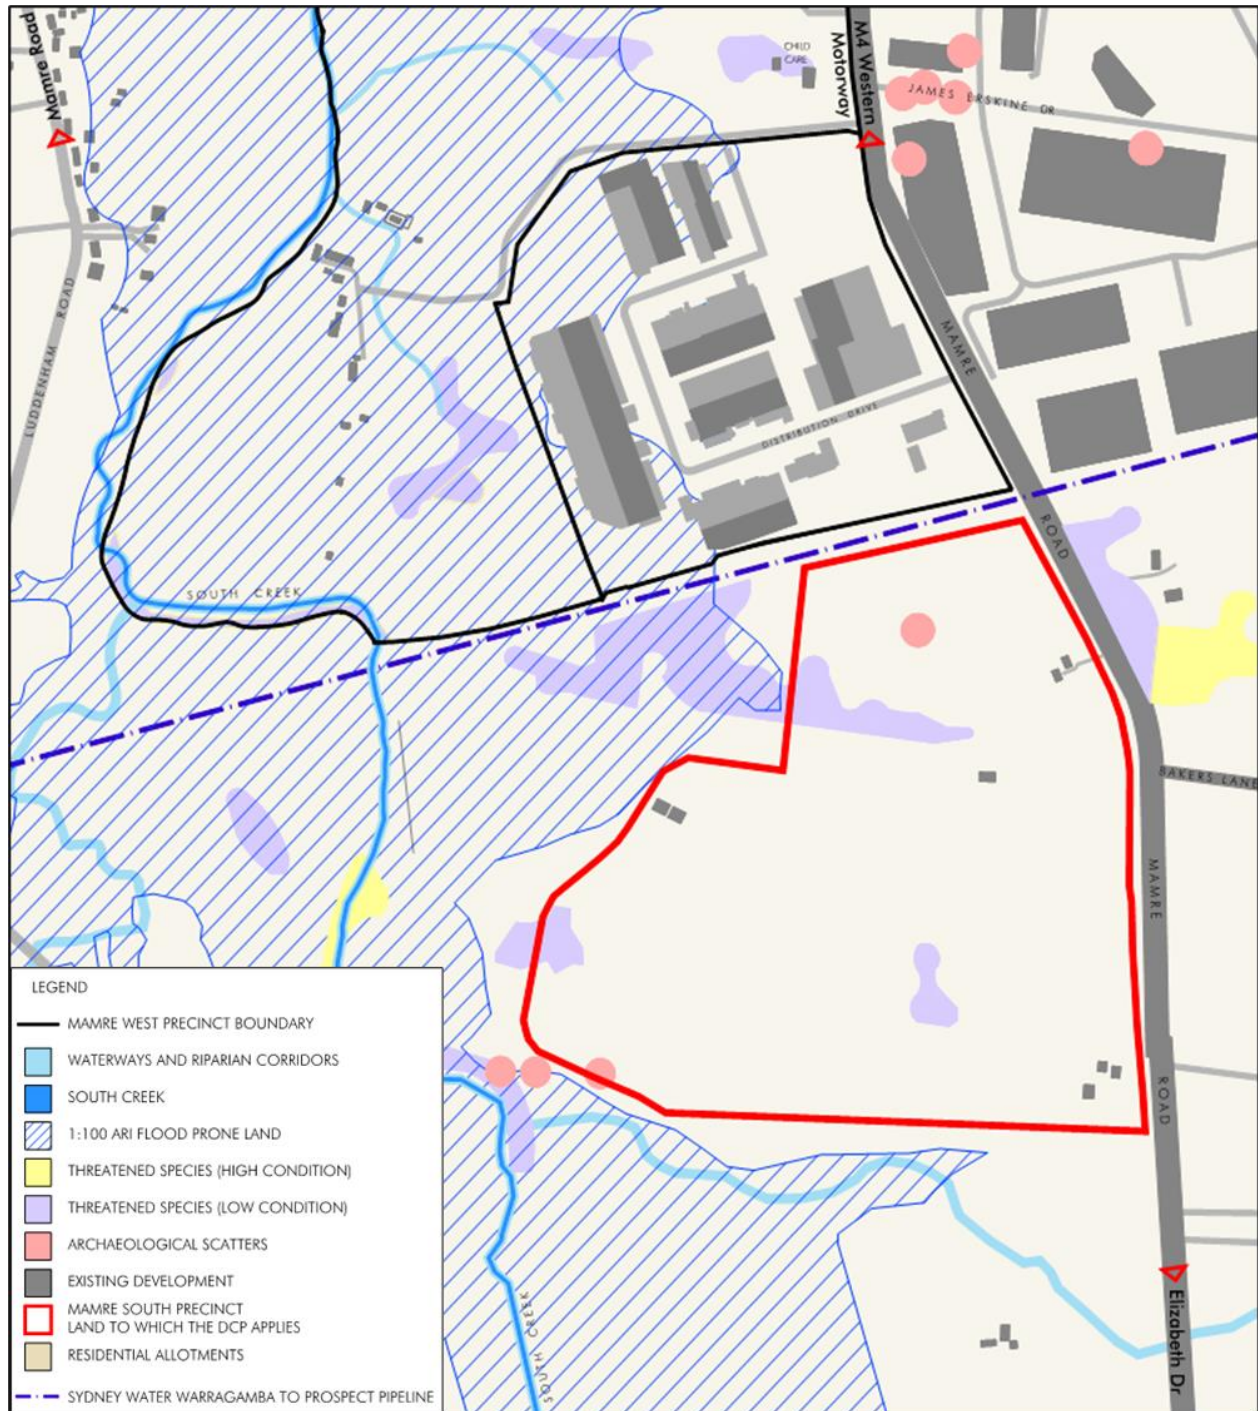 Mamre Road
M4 Western
Motorway
CHILD
CARE
JAMES ERSKINE DR
LUDDENHAM ROAD
MAMRE
DISTRIBUTION DRIVE
ROAD
SOUTH CREEK
BAKERS LANE
MAMRE
ROAD
SOUTH CREEK
Elizabeth Dr
LEGEND
MAMRE WEST PRECINCT BOUNDARY
WATERWAYS AND RIPARIAN CORRIDORS
SOUTH CREEK
1:100 ARI FLOOD PRONE LAND
THREATENED SPECIES (HIGH CONDITION)
THREATENED SPECIES (LOW CONDITION)
ARCHAEOLOGICAL SCATTERS
EXISTING DEVELOPMENT
MAMRE SOUTH PRECINCT
LAND TO WHICH THE DCP APPLIES
RESIDENTIAL ALLOTMENTS
SYDNEY WATER WARRAGAMBA TO PROSPECT PIPELINE